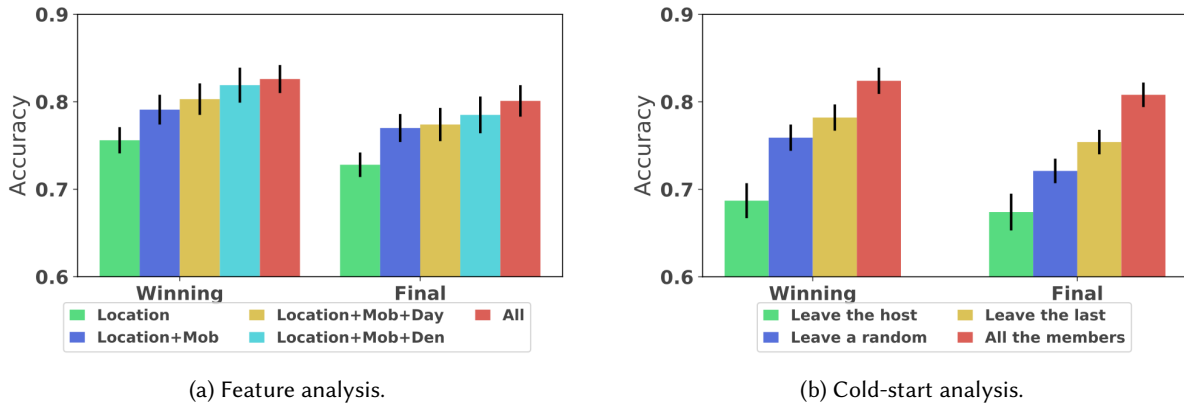 0.9
0.8
0.7
0.6
Accuracy
Winning Final
Location Location+Mob+Day All
Location+Mob Location+Mob+Den
(a) Feature analysis.
0.9
0.8
0.7
0.6
Accuracy
Winning Final
Leave the host Leave the last
Leave a random All the members
(b) Cold-start analysis.